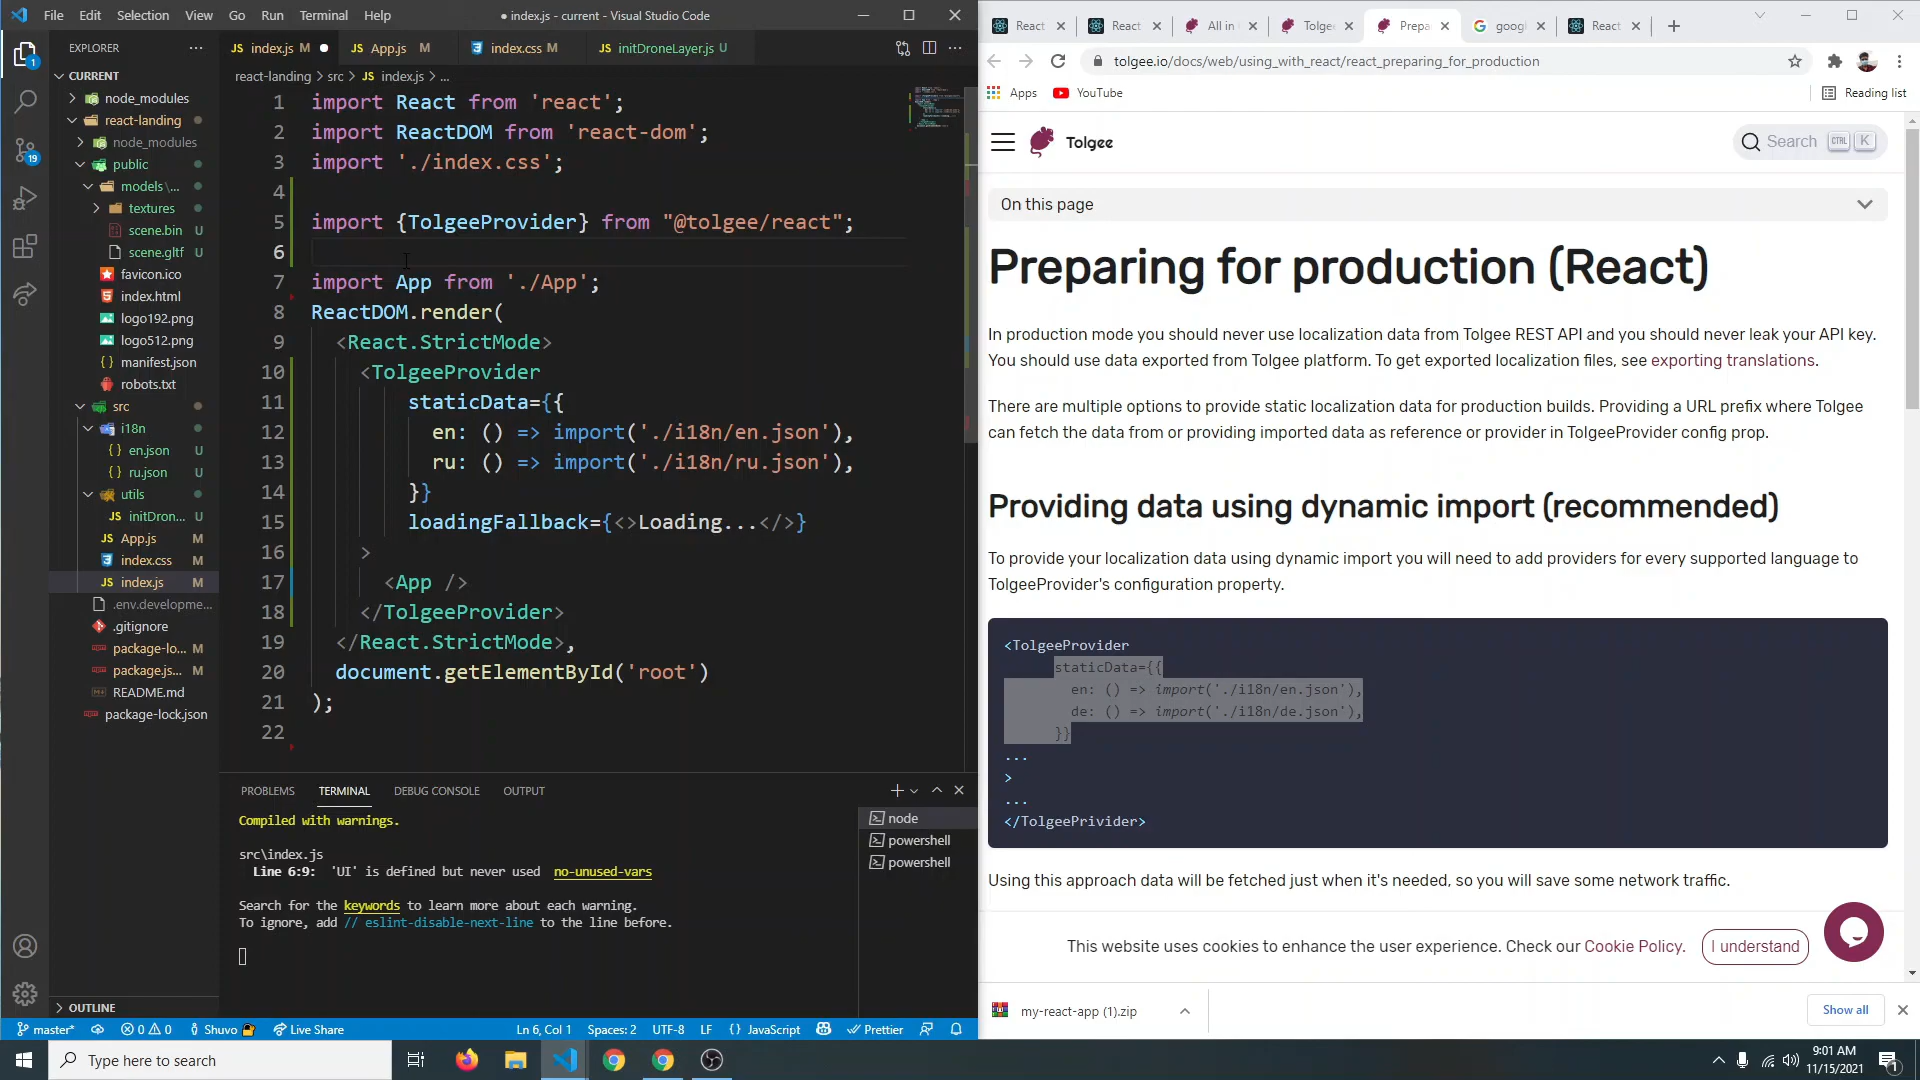 File Edit Selection View Go Run Terminal Help
● index.js - current - Visual Studio Code
EXPLORER
CURRENT
node_modules
react-landing
node_modules
public
models\...
textures
scene.bin U
scene.gltf U
favicon.ico
index.html
logo192.png
logo512.png
manifest.json
robots.txt
src
i18n
en.json U
ru.json U
utils
initDron... U
App.js M
index.css M
index.js M
.env.developme...
.gitignore
package-lo... M
package.js... M
README.md
package-lock.json
OUTLINE
1
19
index.js M ●
App.js M
index.css M
initDroneLayer.js U
react-landing > src > JS index.js > ...
1 import React from 'react';
2 import ReactDOM from 'react-dom';
3 import './index.css';
4
5 import {TolgeeProvider} from "@tolgee/react";
6
7 import App from './App';
8 ReactDOM.render(
9 <React.StrictMode>
10 <TolgeeProvider
11 staticData={{
12 en: () => import('./i18n/en.json'),
13 ru: () => import('./i18n/ru.json'),
14 }}
15 loadingFallback={<>Loading...</>}
16 >
17 <App />
18 </TolgeeProvider>
19 </React.StrictMode>,
20 document.getElementById('root')
21 );
22
PROBLEMS TERMINAL DEBUG CONSOLE OUTPUT
Compiled with warnings.
src\index.js
Line 6:9: 'UI' is defined but never used no-unused-vars
Search for the keywords to learn more about each warning.
To ignore, add // eslint-disable-next-line to the line before.
node
powershell
powershell
master* 0 0 Shuvo Live Share Ln 6, Col 1 Spaces: 2 UTF-8 LF {} JavaScript Prettier
React
React
All in
Tolgee
Prepa
googl
React
tolgee.io/docs/web/using_with_react/react_preparing_for_production
Apps YouTube Reading list
Tolgee
Search CTRL K
On this page
Preparing for production (React)
In production mode you should never use localization data from Tolgee REST API and you should never leak your API key.
You should use data exported from Tolgee platform. To get exported localization files, see exporting translations.
There are multiple options to provide static localization data for production builds. Providing a URL prefix where Tolgee
can fetch the data from or providing imported data as reference or provider in TolgeeProvider config prop.
Providing data using dynamic import (recommended)
To provide your localization data using dynamic import you will need to add providers for every supported language to
TolgeeProvider's configuration property.
<TolgeeProvider
staticData={{
en: () => import('./i18n/en.json'),
de: () => import('./i18n/de.json'),
}}
...
>
...
</TolgeePrivider>
Using this approach data will be fetched just when it's needed, so you will save some network traffic.
This website uses cookies to enhance the user experience. Check our Cookie Policy.
I understand
my-react-app (1).zip
Show all
Type here to search
9:01 AM
11/15/2021
1